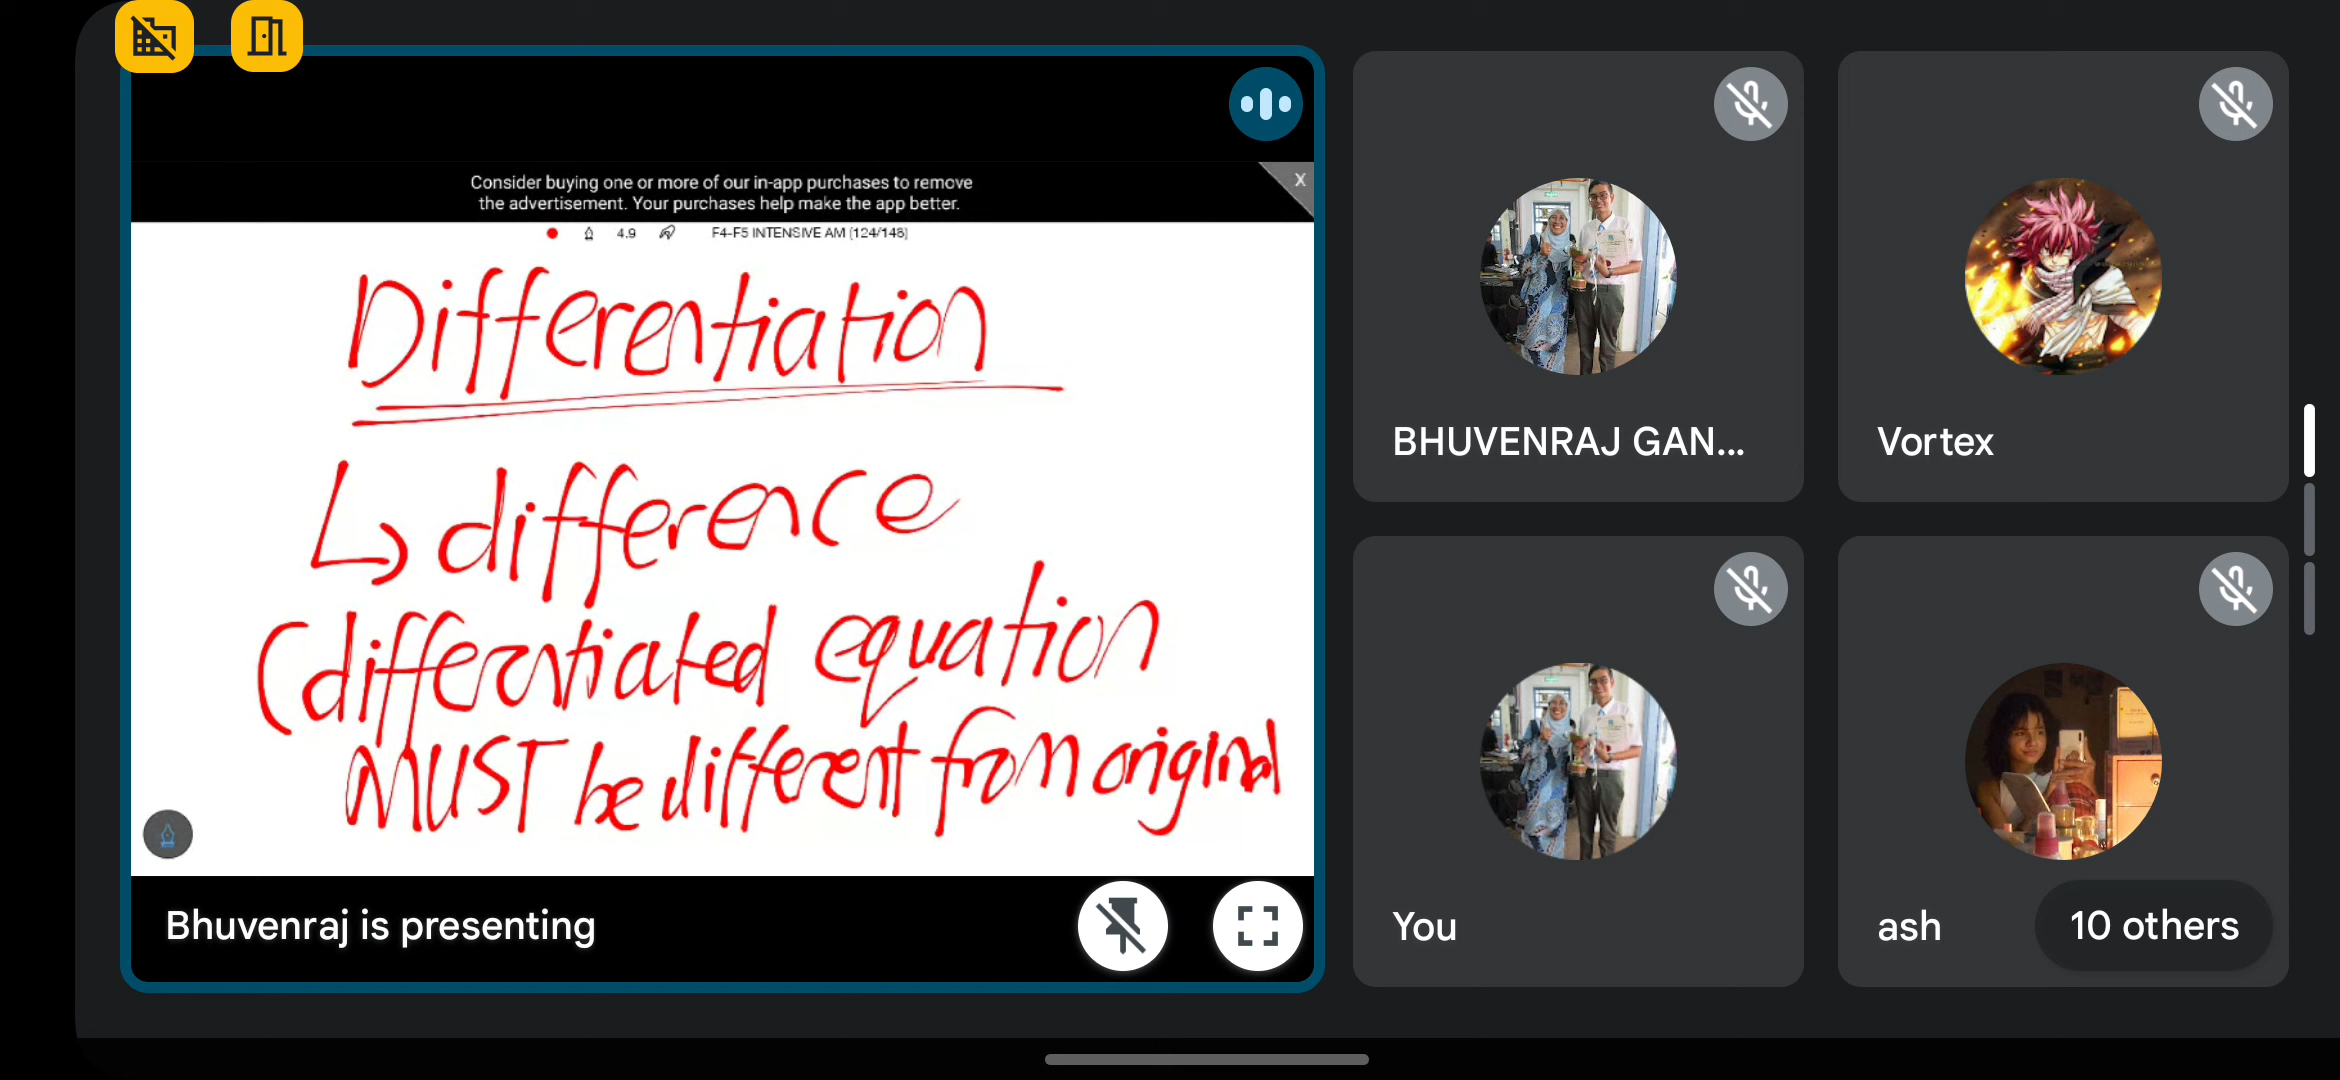 Consider buying one or more of our in-app purchases to remove
the advertisement. Your purchases help make the app better.
X
4.9 F4-F5 INTENSIVE AM (124/148)
Differentiation
↳ difference
(differentiated equation
MUST be different from original
Bhuvenraj is presenting
BHUVENRAJ GAN...
Vortex
You
ash
10 others